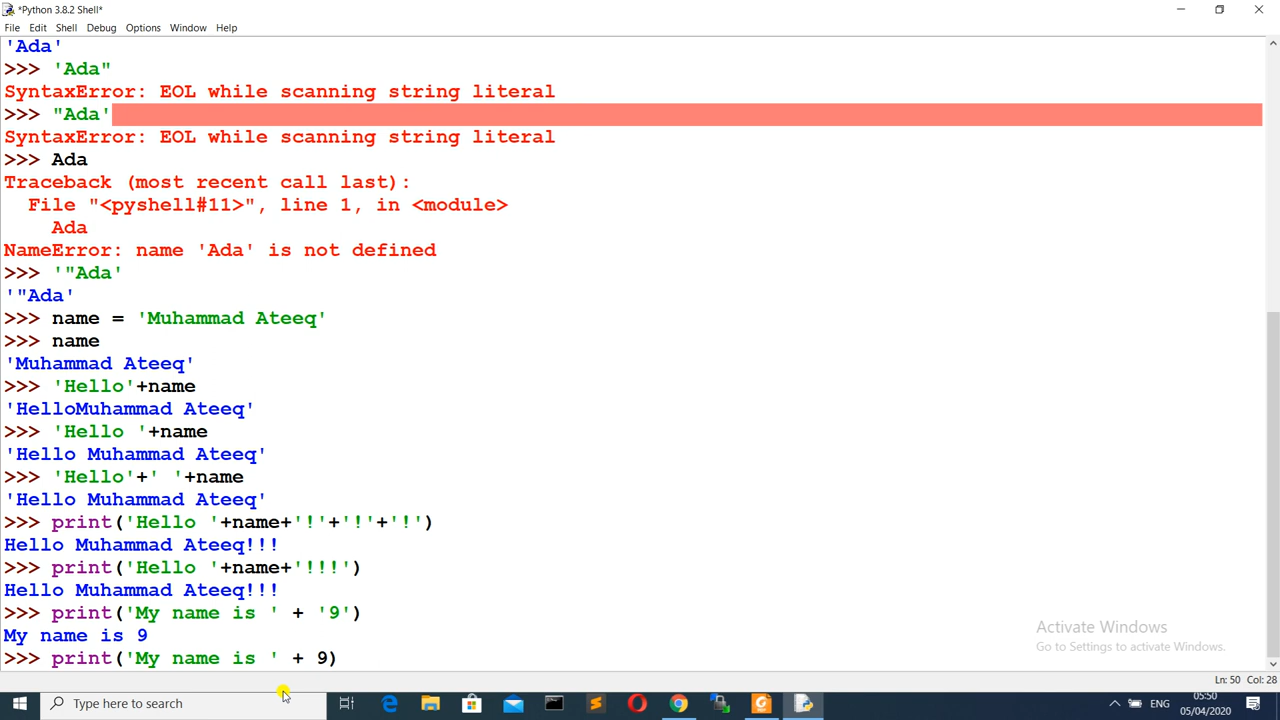 *Python 3.8.2 Shell*
File Edit Shell Debug Options Window Help
'Ada'
>>> 'Ada"
SyntaxError: EOL while scanning string literal
>>> "Ada'
SyntaxError: EOL while scanning string literal
>>> Ada
Traceback (most recent call last):
  File "<pyshell#11>", line 1, in <module>
    Ada
NameError: name 'Ada' is not defined
>>> '"Ada'
'"Ada'
>>> name = 'Muhammad Ateeq'
>>> name
'Muhammad Ateeq'
>>> 'Hello'+name
'HelloMuhammad Ateeq'
>>> 'Hello '+name
'Hello Muhammad Ateeq'
>>> 'Hello'+' '+name
'Hello Muhammad Ateeq'
>>> print('Hello '+name+'!'+'!'+'!')
Hello Muhammad Ateeq!!!
>>> print('Hello '+name+'!!!')
Hello Muhammad Ateeq!!!
>>> print('My name is ' + '9')
My name is 9
>>> print('My name is ' + 9)
Activate Windows
Go to Settings to activate Windows.
Ln: 50 Col: 28
Type here to search
ENG
05:50
05/04/2020